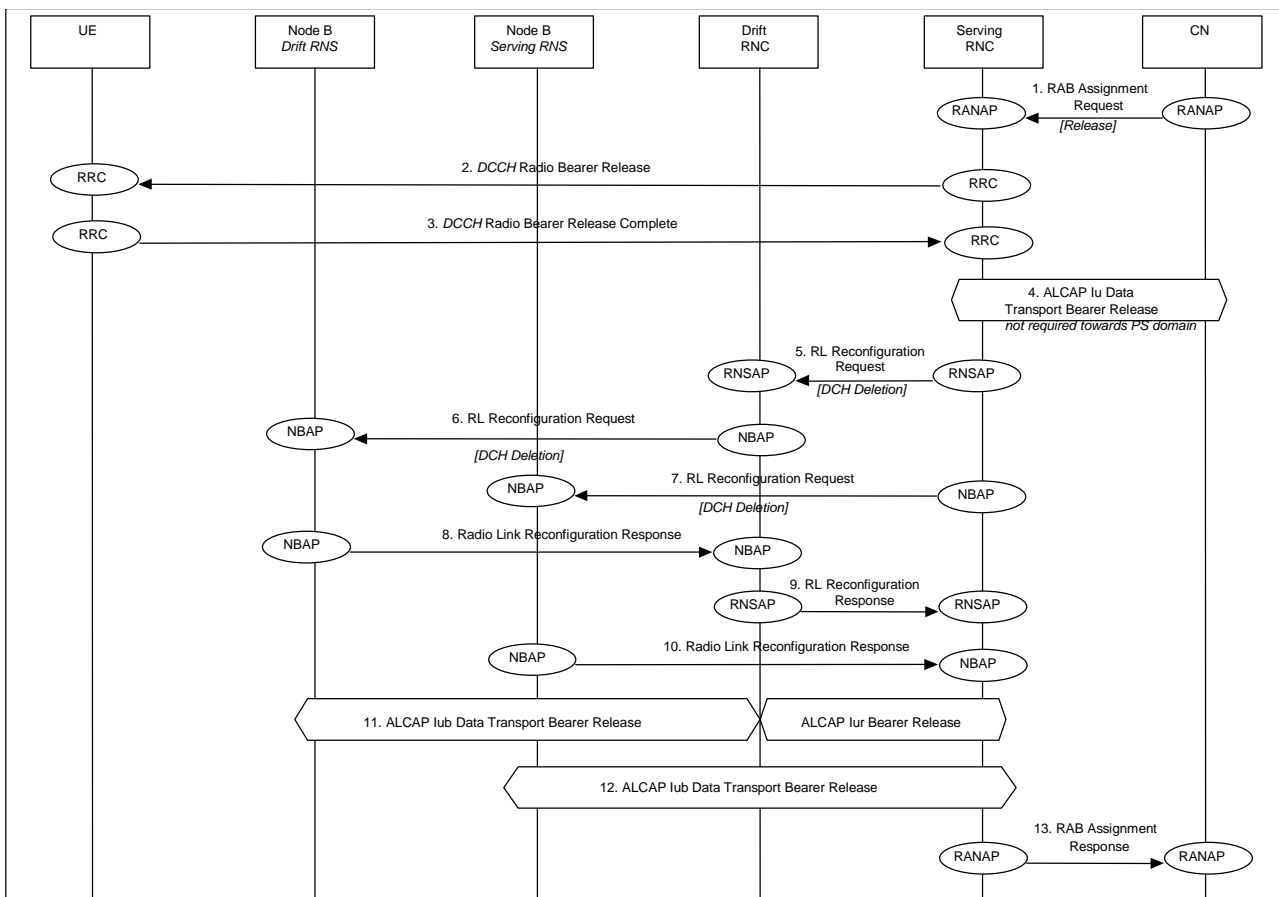 UE
Node B
Drift RNS
Node B
Serving RNS
Drift
RNC
Serving
RNC
CN
1. RAB Assignment
Request
RANAP
RANAP
[Release]
2. DCCH Radio Bearer Release
RRC
RRC
3. DCCH Radio Bearer Release Complete
RRC
RRC
4. ALCAP Iu Data
Transport Bearer Release
not required towards PS domain
5. RL Reconfiguration
Request
RNSAP
RNSAP
[DCH Deletion]
6. RL Reconfiguration Request
NBAP
NBAP
[DCH Deletion]
7. RL Reconfiguration Request
NBAP
NBAP
[DCH Deletion]
8. Radio Link Reconfiguration Response
NBAP
NBAP
9. RL Reconfiguration
Response
RNSAP
RNSAP
10. Radio Link Reconfiguration Response
NBAP
NBAP
11. ALCAP Iub Data Transport Bearer Release
ALCAP Iur Bearer Release
12. ALCAP Iub Data Transport Bearer Release
13. RAB Assignment
Response
RANAP
RANAP